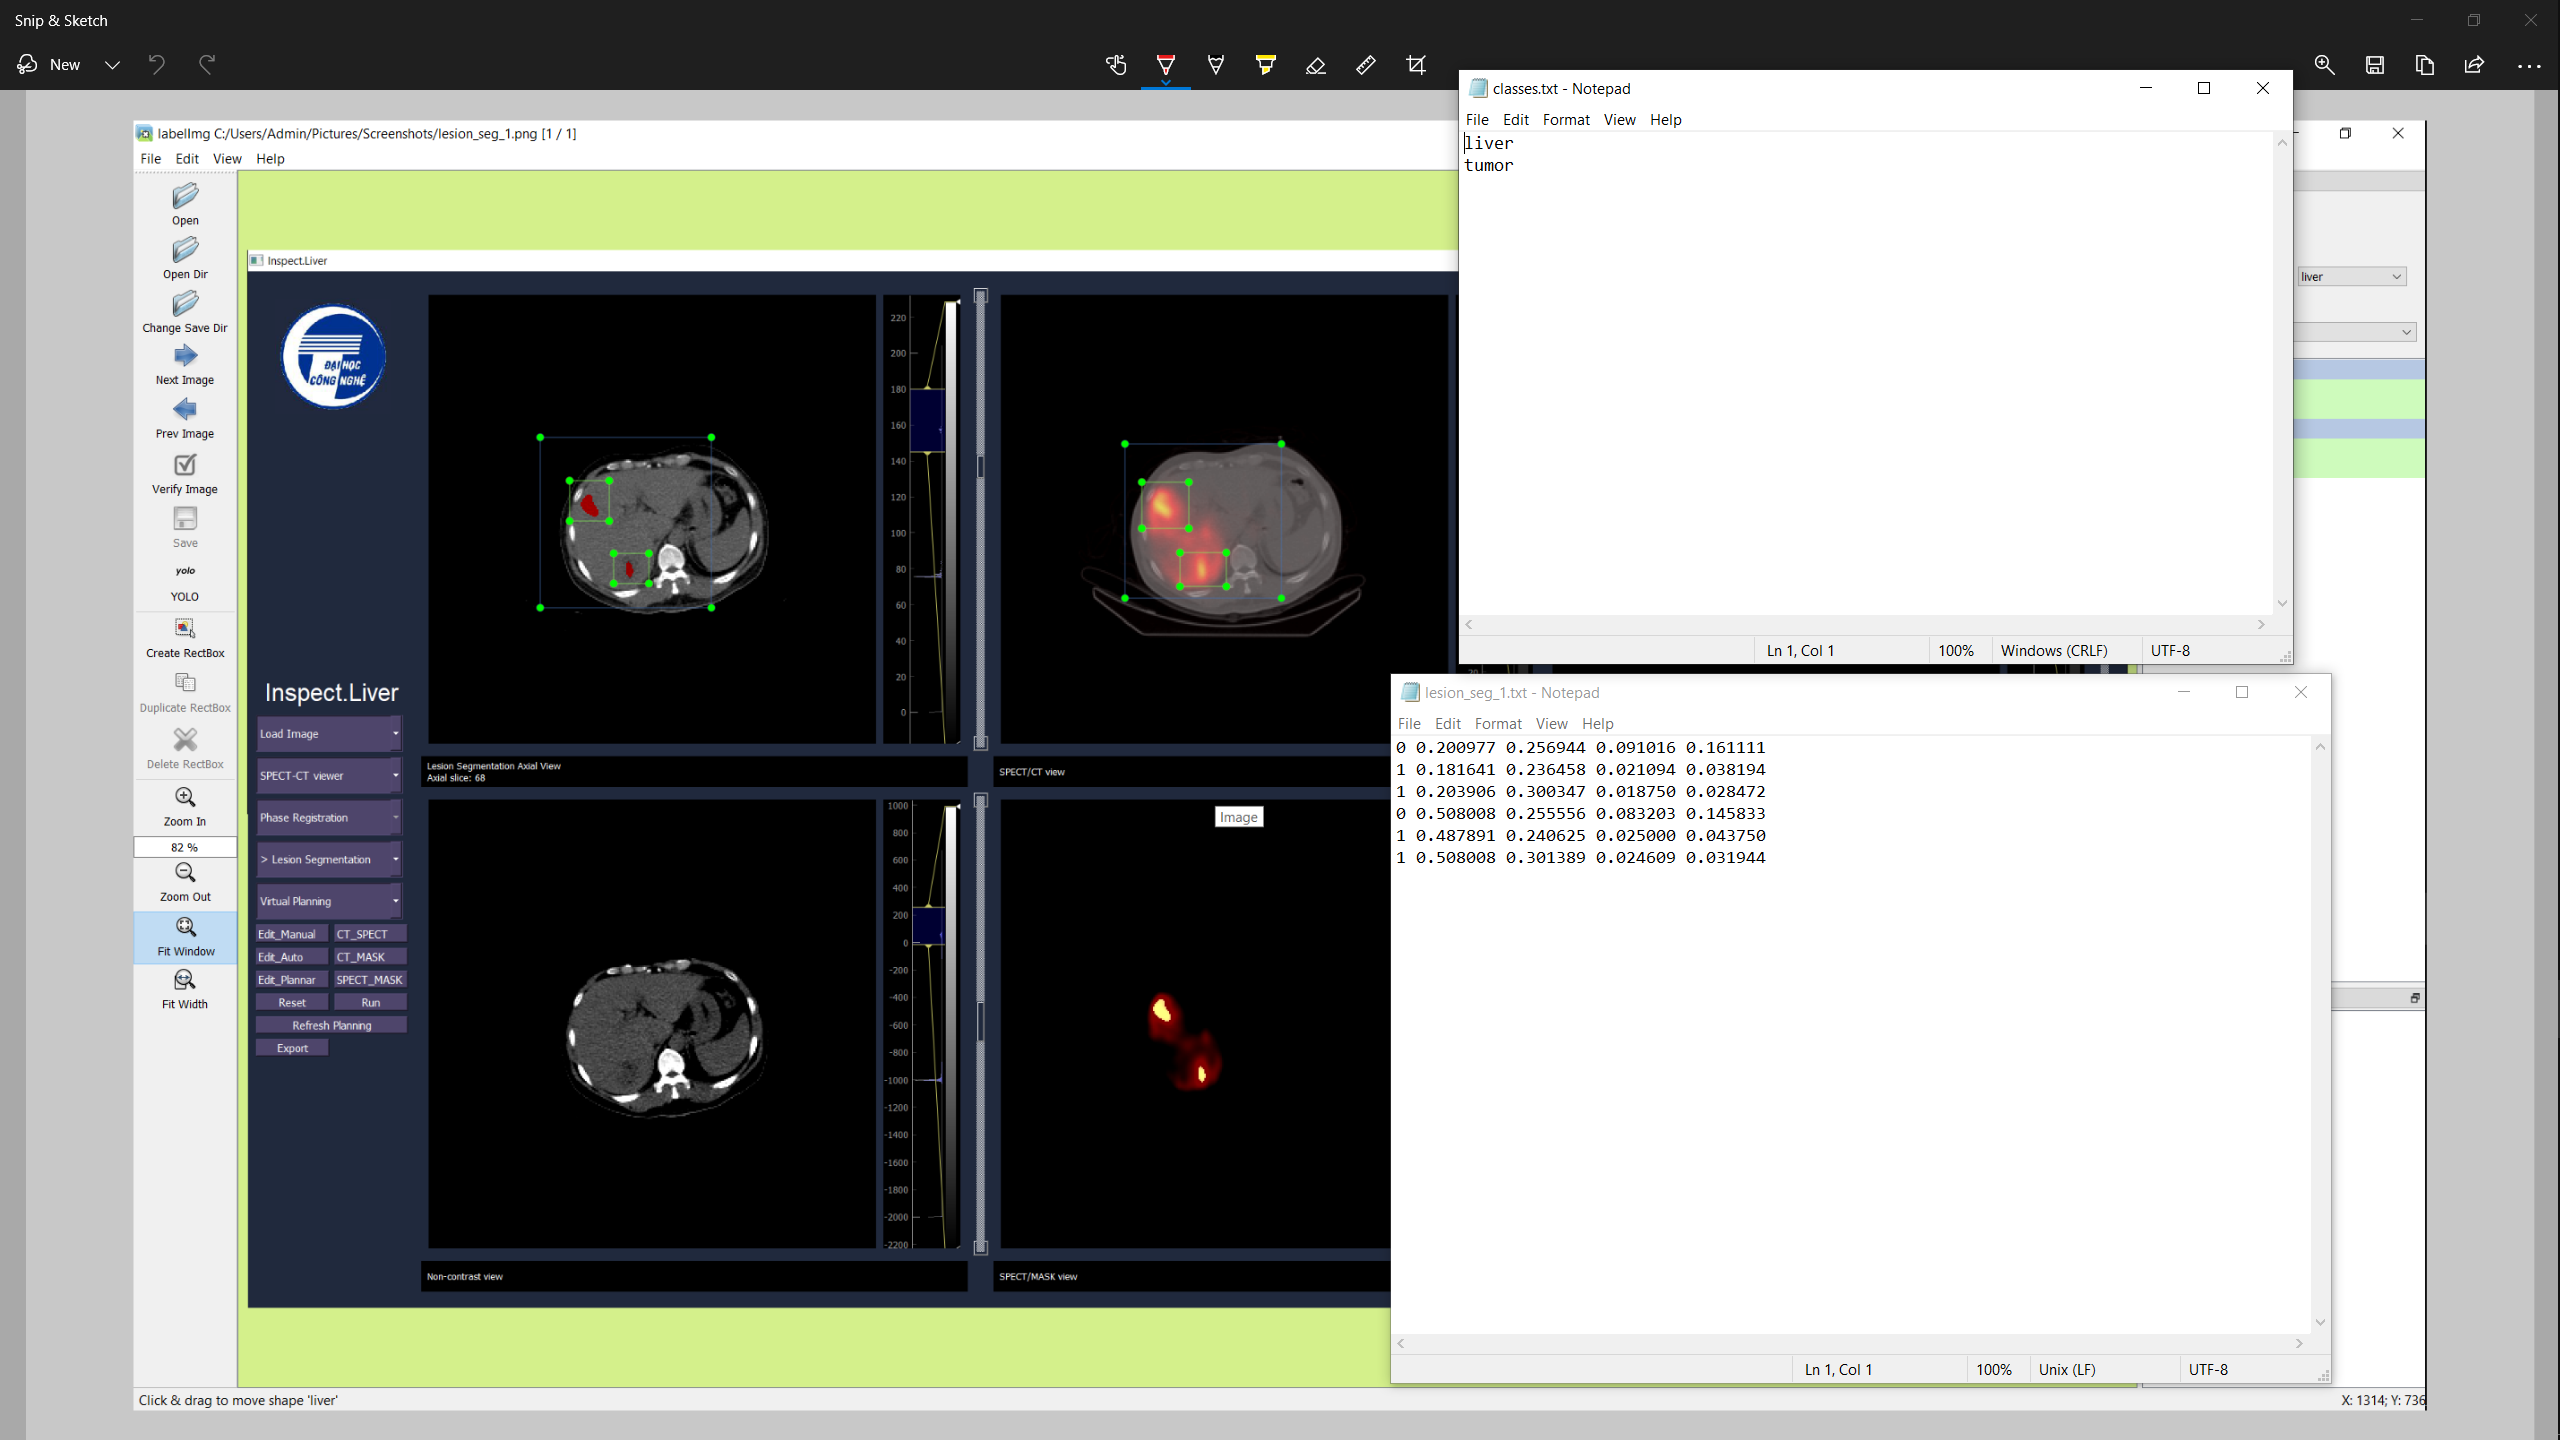 Snip & Sketch
New
classes.txt - Notepad
File Edit Format View Help
liver
tumor
Ln 1, Col 1 100% Windows (CRLF) UTF-8
labelImg C:/Users/Admin/Pictures/Screenshots/lesion_seg_1.png [1 / 1]
File Edit View Help
Open
Open Dir
Change Save Dir
Next Image
Prev Image
Verify Image
Save
yolo
YOLO
Create RectBox
Duplicate RectBox
Delete RectBox
Zoom In
82 %
Zoom Out
Fit Window
Fit Width
liver
Inspect.Liver
ĐẠI HỌC
CÔNG NGHỆ
Inspect.Liver
Load Image
SPECT-CT viewer
Phase Registration
> Lesion Segmentation
Virtual Planning
Edit_Manual CT_SPECT
Edit_Auto CT_MASK
Edit_Plannar SPECT_MASK
Reset Run
Refresh Planning
Export
220
200
180
160
140
120
100
80
60
40
20
0
Lesion Segmentation Axial View
Axial slice: 68
SPECT/CT view
20
1000
800
600
400
200
0
-200
-400
-600
-800
-1000
-1200
-1400
-1600
-1800
-2000
-2200
Image
Non-contrast view
SPECT/MASK view
lesion_seg_1.txt - Notepad
File Edit Format View Help
0 0.200977 0.256944 0.091016 0.161111
1 0.181641 0.236458 0.021094 0.038194
1 0.203906 0.300347 0.018750 0.028472
0 0.508008 0.255556 0.083203 0.145833
1 0.487891 0.240625 0.025000 0.043750
1 0.508008 0.301389 0.024609 0.031944
Ln 1, Col 1 100% Unix (LF) UTF-8
Click & drag to move shape 'liver'
X: 1314; Y: 736